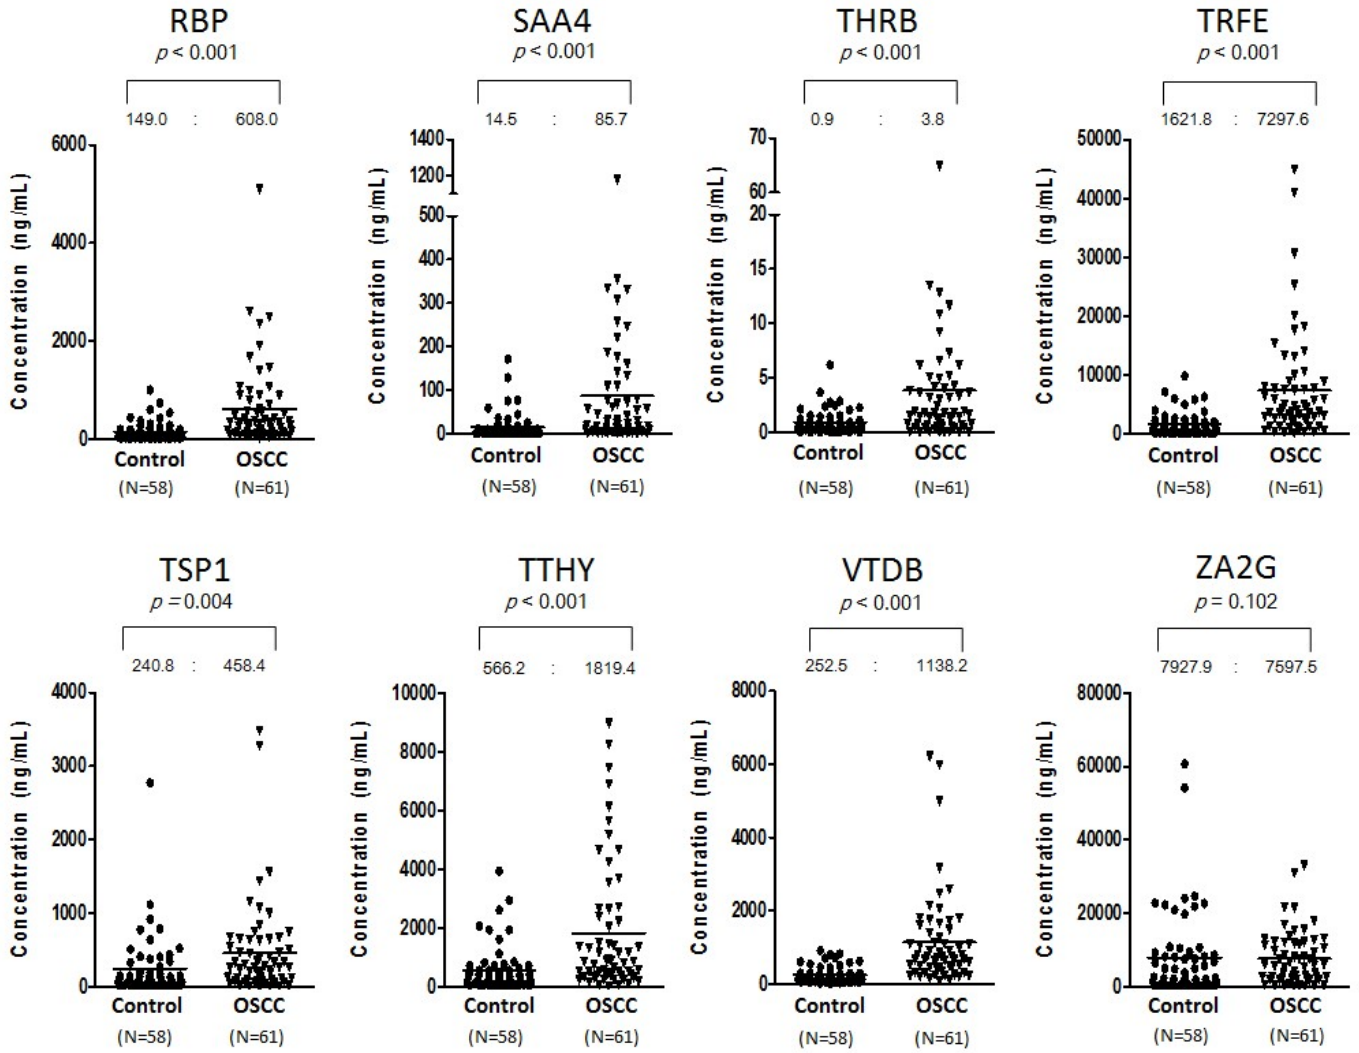 RBP
p < 0.001
149.0 : 608.0
6000
4000
2000
0
Concentration (ng/mL)
Control OSCC
(N=58) (N=61)
SAA4
p < 0.001
14.5 : 85.7
1400
1200
500
400
300
200
100
0
Concentration (ng/mL)
Control OSCC
(N=58) (N=61)
THRB
p < 0.001
0.9 : 3.8
70
60
20
15
10
5
0
Concentration (ng/mL)
Control OSCC
(N=58) (N=61)
TRFE
p < 0.001
1621.8 : 7297.6
50000
40000
30000
20000
10000
0
Concentration (ng/mL)
Control OSCC
(N=58) (N=61)
TSP1
p = 0.004
240.8 : 458.4
4000
3000
2000
1000
0
Concentration (ng/mL)
Control OSCC
(N=58) (N=61)
TTHY
p < 0.001
566.2 : 1819.4
10000
8000
6000
4000
2000
0
Concentration (ng/mL)
Control OSCC
(N=58) (N=61)
VTDB
p < 0.001
252.5 : 1138.2
8000
6000
4000
2000
0
Concentration (ng/mL)
Control OSCC
(N=58) (N=61)
ZA2G
p = 0.102
7927.9 : 7597.5
80000
60000
40000
20000
0
Concentration (ng/mL)
Control OSCC
(N=58) (N=61)